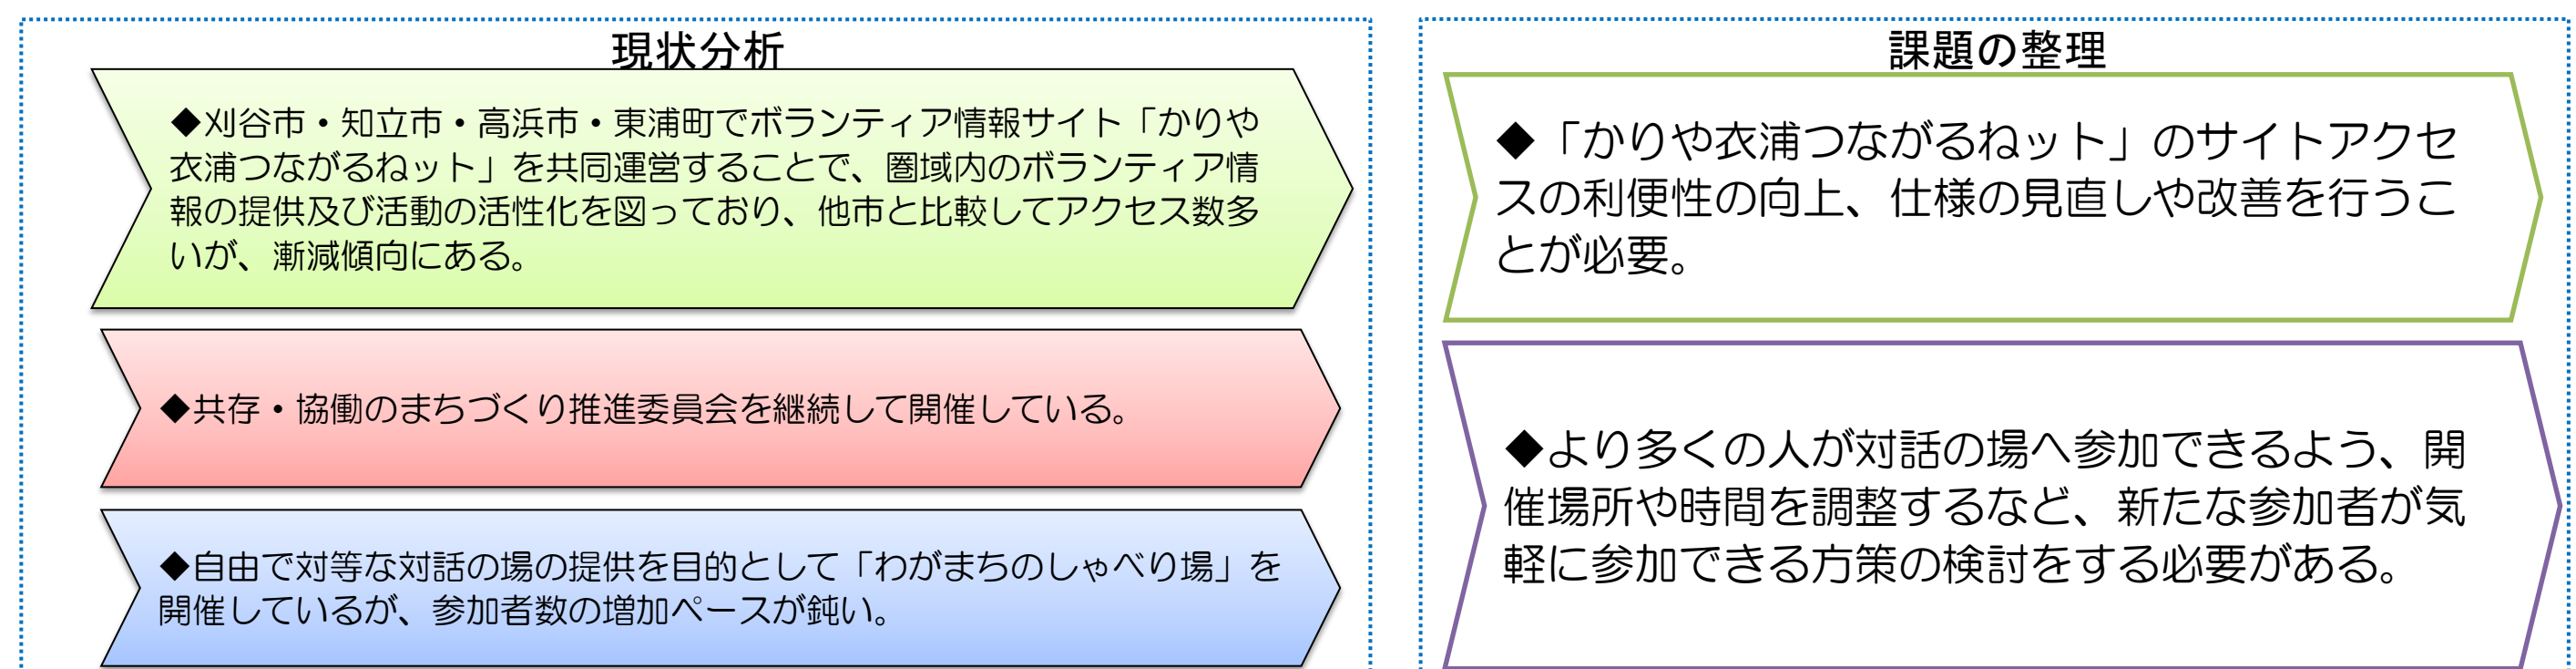 現状分析
◆刈谷市・知立市・高浜市・東浦町でボランティア情報サイト「かりや
衣浦つながるねット」を共同運営することで、圏域内のボランティア情
報の提供及び活動の活性化を図っており、他市と比較してアクセス数多
いが、漸減傾向にある。
◆共存・協働のまちづくり推進委員会を継続して開催している。
◆自由で対等な対話の場の提供を目的として「わがまちのしゃべり場」を
開催しているが、参加者数の増加ペースが鈍い。
課題の整理
◆「かりや衣浦つながるねット」のサイトアクセ
スの利便性の向上、仕様の見直しや改善を行うこ
とが必要。
◆より多くの人が対話の場へ参加できるよう、開
催場所や時間を調整するなど、新たな参加者が気
軽に参加できる方策の検討をする必要がある。